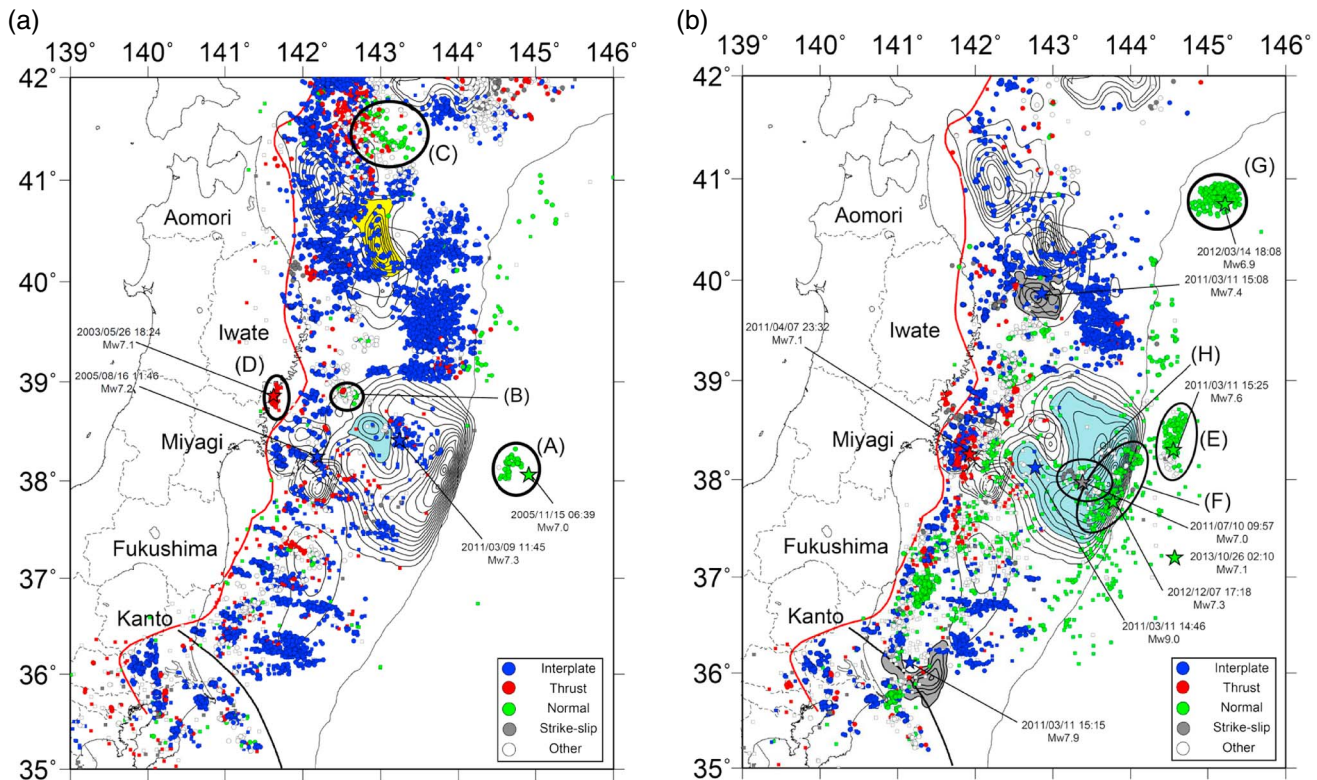 (a)
139° 140° 141° 142° 143° 144° 145° 146°
42°
41°
40°
39°
38°
37°
36°
35°
(C)
Aomori
Iwate
2003/05/26 18:24
Mw7.1
(D)
2005/08/16 11:46
Mw7.2
(B)
Miyagi
(A)
2005/11/15 06:39
Mw7.0
2011/03/09 11:45
Mw7.3
Fukushima
Kanto
Interplate
Thrust
Normal
Strike-slip
Other
(b)
139° 140° 141° 142° 143° 144° 145° 146°
42°
41°
40°
39°
38°
37°
36°
35°
(G)
Aomori
2012/03/14 18:08
Mw6.9
2011/03/11 15:08
Mw7.4
Iwate
2011/04/07 23:32
Mw7.1
(H)
2011/03/11 15:25
Mw7.6
Miyagi
(E)
(F)
2011/07/10 09:57
Mw7.0
Fukushima
2013/10/26 02:10
Mw7.1
2012/12/07 17:18
Mw7.3
Kanto
2011/03/11 14:46
Mw9.0
2011/03/11 15:15
Mw7.9
Interplate
Thrust
Normal
Strike-slip
Other